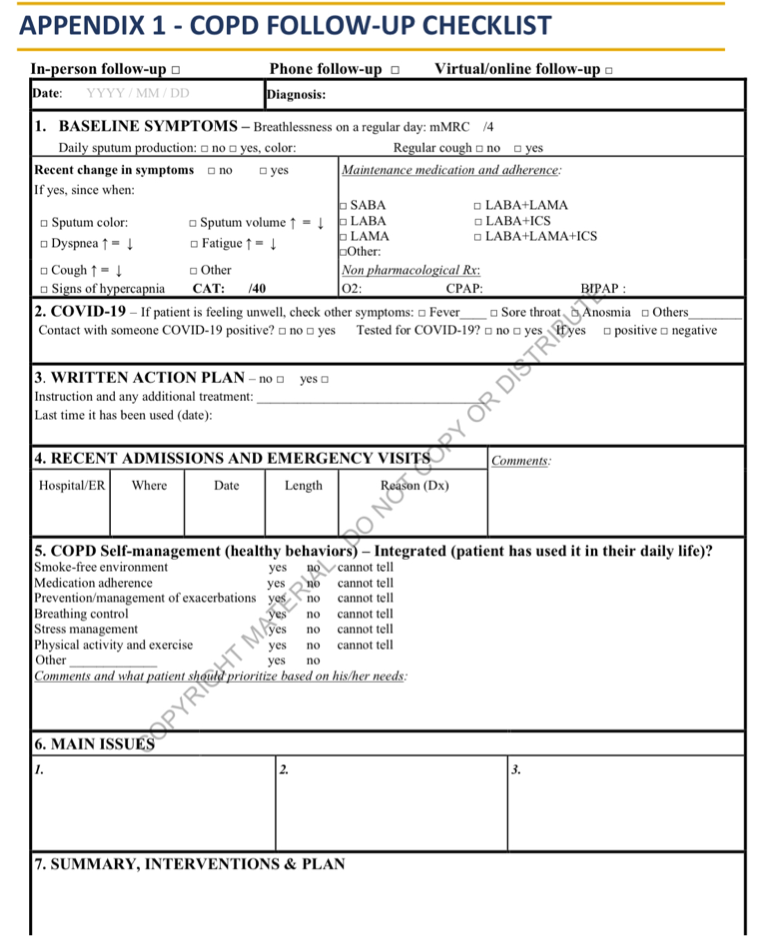 APPENDIX 1 - COPD FOLLOW-UP CHECKLIST
In-person follow-up □ Phone follow-up □ Virtual/online follow-up □
Date: YYYY / MM / DD Diagnosis:
1. BASELINE SYMPTOMS – Breathlessness on a regular day: mMRC /4
Daily sputum production: □ no □ yes, color: Regular cough □ no □ yes
Recent change in symptoms □ no □ yes
If yes, since when:
□ Sputum color: □ Sputum volume ↑ = ↓
□ Dyspnea ↑ = ↓ □ Fatigue ↑ = ↓
□ Cough ↑ = ↓ □ Other
□ Signs of hypercapnia CAT: /40
Maintenance medication and adherence:
□ SABA □ LABA+LAMA
□ LABA □ LABA+ICS
□ LAMA □ LABA+LAMA+ICS
□Other:
Non pharmacological Rx:
O2: CPAP: BIPAP :
2. COVID-19 – If patient is feeling unwell, check other symptoms: □ Fever____ □ Sore throat □ Anosmia □ Others________
Contact with someone COVID-19 positive? □ no □ yes Tested for COVID-19? □ no □ yes If yes □ positive □ negative
3. WRITTEN ACTION PLAN – no □ yes □
Instruction and any additional treatment: ______________________________
Last time it has been used (date):
4. RECENT ADMISSIONS AND EMERGENCY VISITS
Comments:
Hospital/ER Where Date Length Reason (Dx)
5. COPD Self-management (healthy behaviors) – Integrated (patient has used it in their daily life)?
Smoke-free environment yes no cannot tell
Medication adherence yes no cannot tell
Prevention/management of exacerbations yes no cannot tell
Breathing control yes no cannot tell
Stress management yes no cannot tell
Physical activity and exercise yes no cannot tell
Other _____________ yes no
Comments and what patient should prioritize based on his/her needs:
6. MAIN ISSUES
1. 2. 3.
7. SUMMARY, INTERVENTIONS & PLAN
COPYRIGHT MATERIAL DO NOT COPY OR DISTRIBUTE